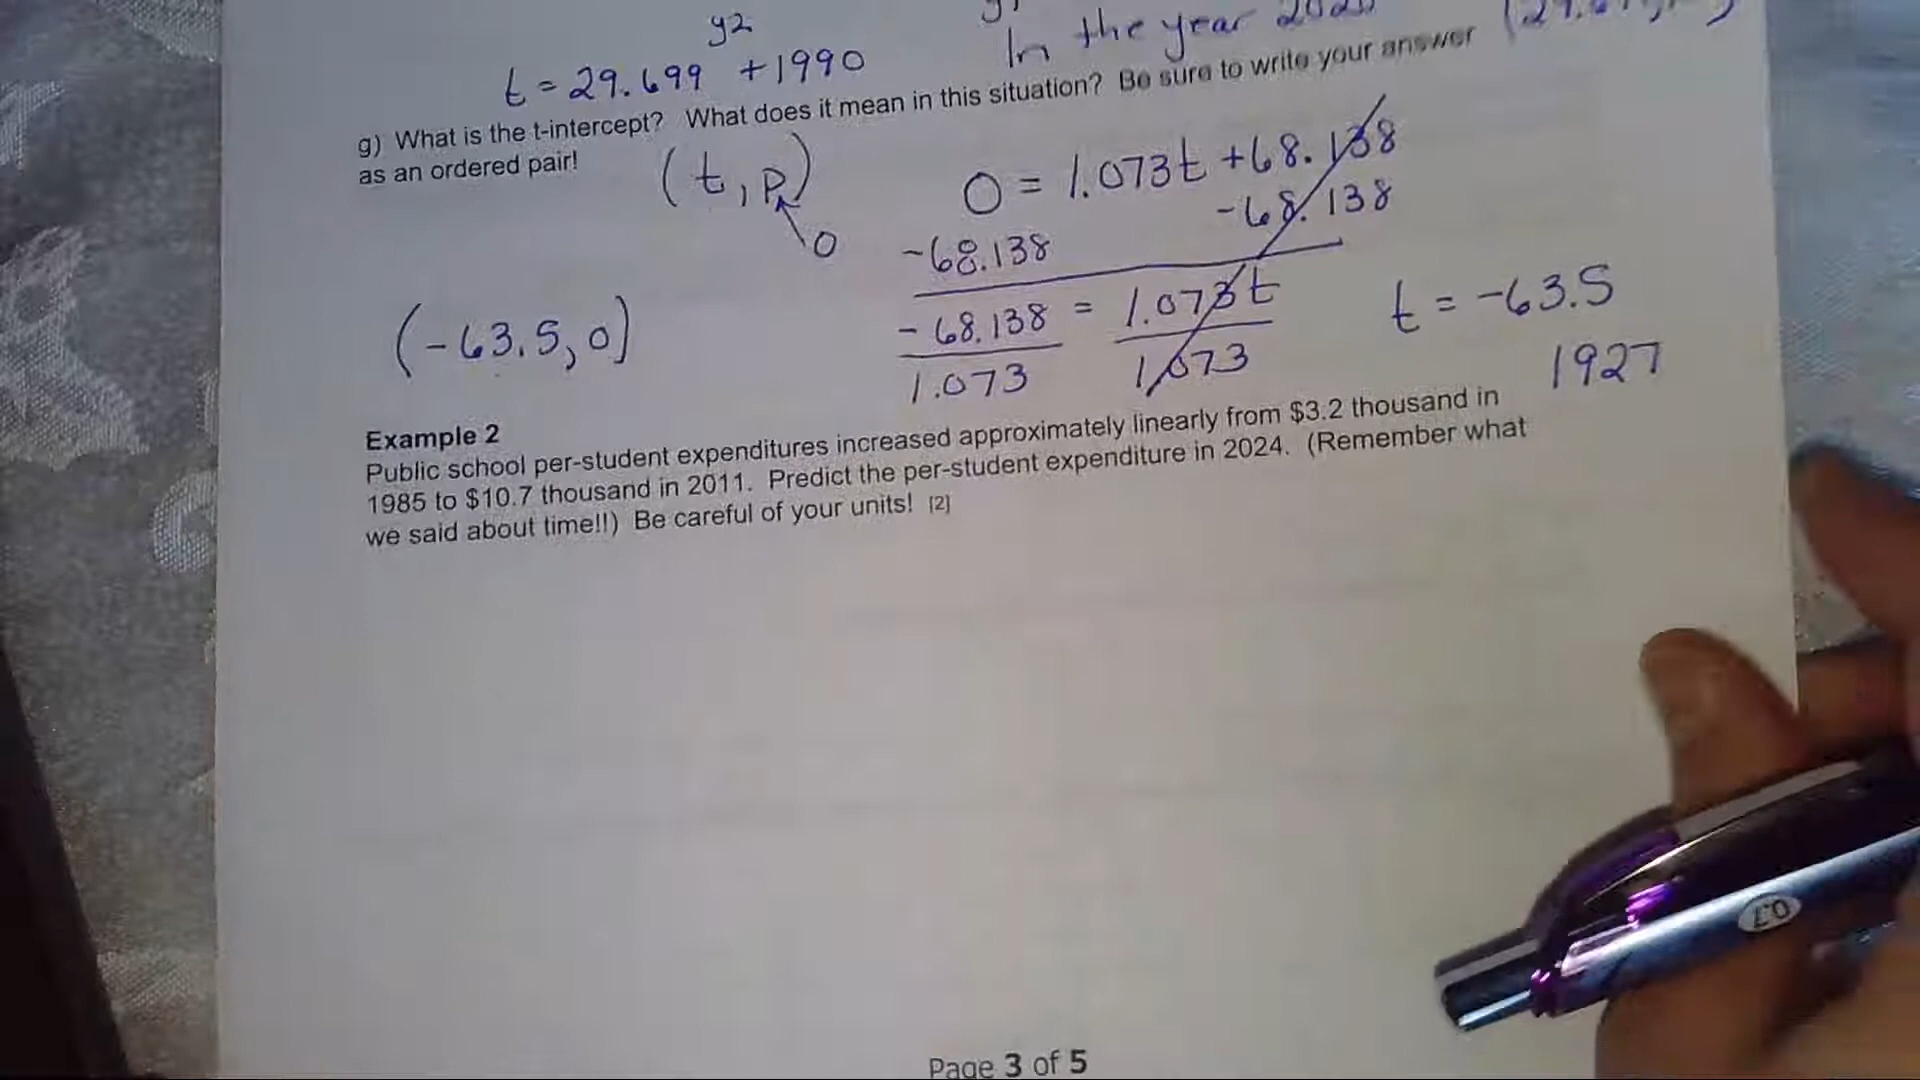 y2
In the year
t = 29.699 + 1990
g) What is the t-intercept? What does it mean in this situation? Be sure to write your answer
as an ordered pair!
(t, p)
0
0 = 1.073t + 68.138
-68.138 -68.138
-68.138 = 1.073t
1.073 1.073
t = -63.5
1927
(-63.5, 0)
Example 2
Public school per-student expenditures increased approximately linearly from $3.2 thousand in
1985 to $10.7 thousand in 2011. Predict the per-student expenditure in 2024. (Remember what
we said about time!!) Be careful of your units! [2]
0.7
Page 3 of 5